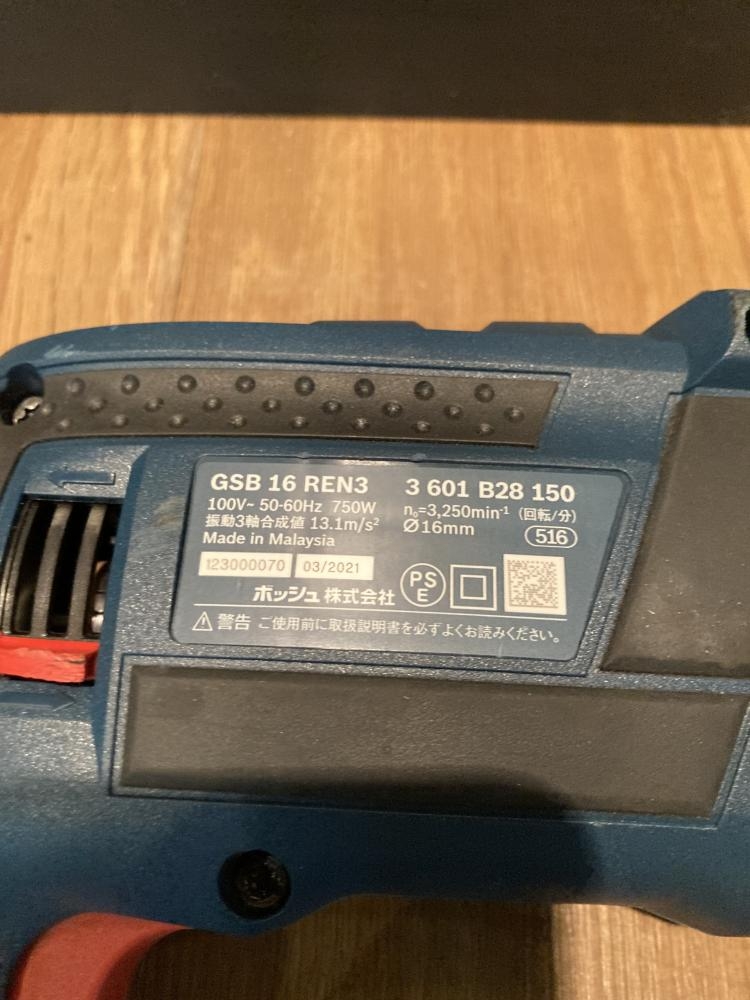 GSB 16 REN3 3 601 B28 150
100V~ 50-60Hz 750W n₀=3,250min⁻¹ (回転/分)
振動3軸合成値 13.1m/s² Ø16mm
Made in Malaysia 516
123000070 03/2021
ボッシュ株式会社 PSE
⚠ 警告 ご使用前に取扱説明書を必ずよくお読みください。